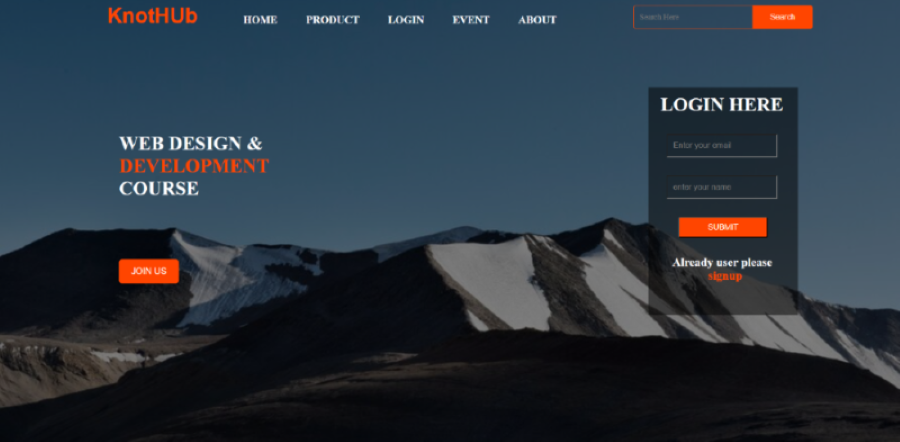 KnotHUb
HOME PRODUCT LOGIN EVENT ABOUT
Search Here
Search
WEB DESIGN &
DEVELOPMENT
COURSE
JOIN US
LOGIN HERE
Enter your email
enter your name
SUBMIT
Already user please
signup